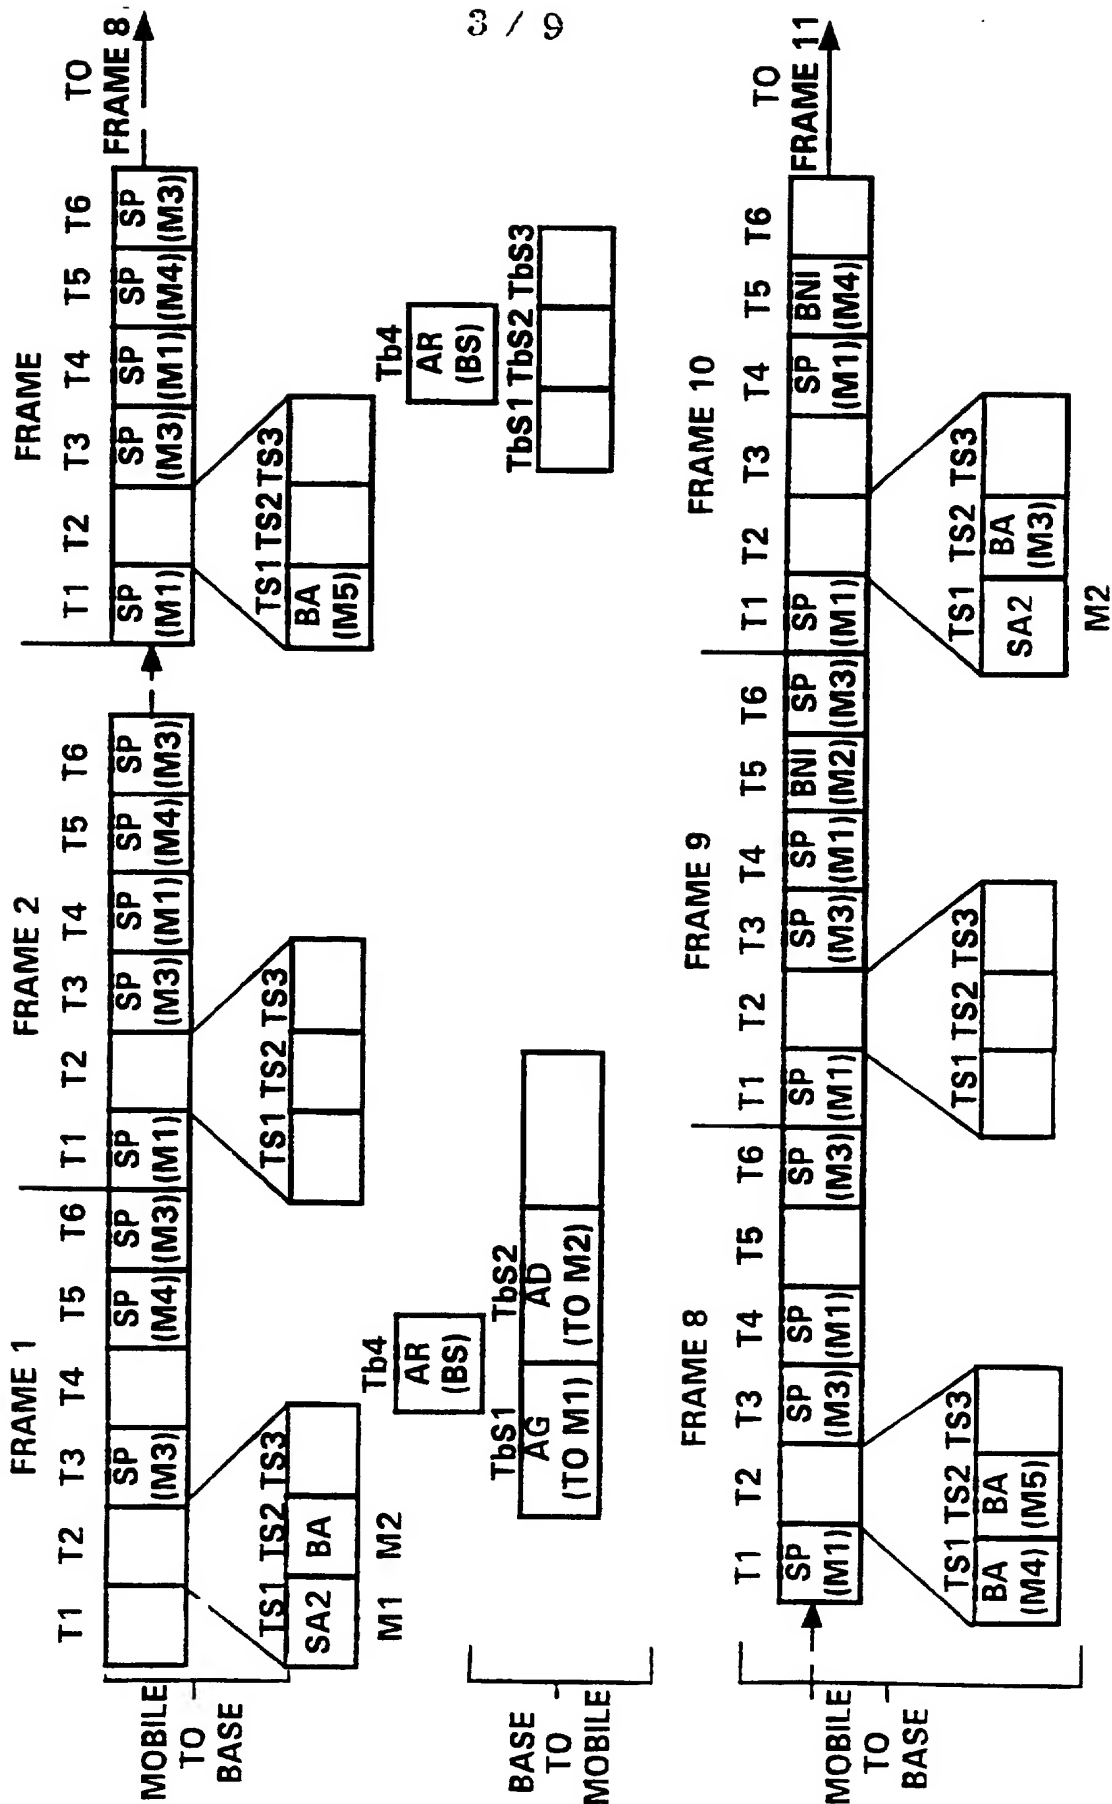 3 / 9
FRAME 1
FRAME 2
FRAME
TO
FRAME 8
T1 T2 T3 T4 T5 T6 T1 T2 T3 T4 T5 T6 T1 T2 T3 T4 T5 T6
MOBILE
TO
BASE
SP SP SP SP SP SP SP SP SP SP SP SP SP
(M3) (M4) (M3) (M1) (M3) (M1) (M4) (M3) (M1) (M3) (M1) (M4) (M3)
TS1 TS2 TS3 TS1 TS2 TS3 TS1 TS2 TS3
SA2 BA BA
(M5)
M1 M2
Tb4 Tb4
AR AR
(BS) (BS)
BASE
TO
MOBILE
TbS1 TbS2 TbS1 TbS2 TbS3
AG AD
(TO M1) (TO M2)
FRAME 8
FRAME 9
FRAME 10
TO
FRAME 11
T1 T2 T3 T4 T5 T6 T1 T2 T3 T4 T5 T6 T1 T2 T3 T4 T5 T6
MOBILE
TO
BASE
SP SP SP SP SP SP SP BNI SP SP SP BNI
(M1) (M3) (M1) (M3) (M1) (M3) (M1) (M2) (M3) (M1) (M1) (M4)
TS1 TS2 TS3 TS1 TS2 TS3 TS1 TS2 TS3
BA BA SA2 BA
(M4) (M5) (M3)
M2